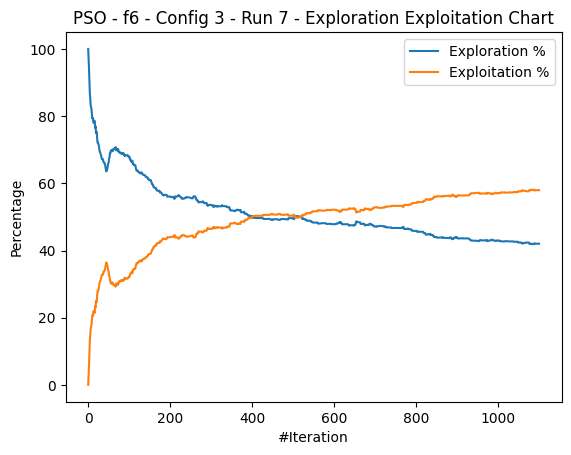 PSO - f6 - Config 3 - Run 7 - Exploration Exploitation Chart
Exploration %
Exploitation %
Percentage
100
80
60
40
20
0
0 200 400 600 800 1000
#Iteration